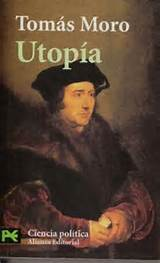 Tomás Moro
Utopía
Ciencia política
Alianza Editorial